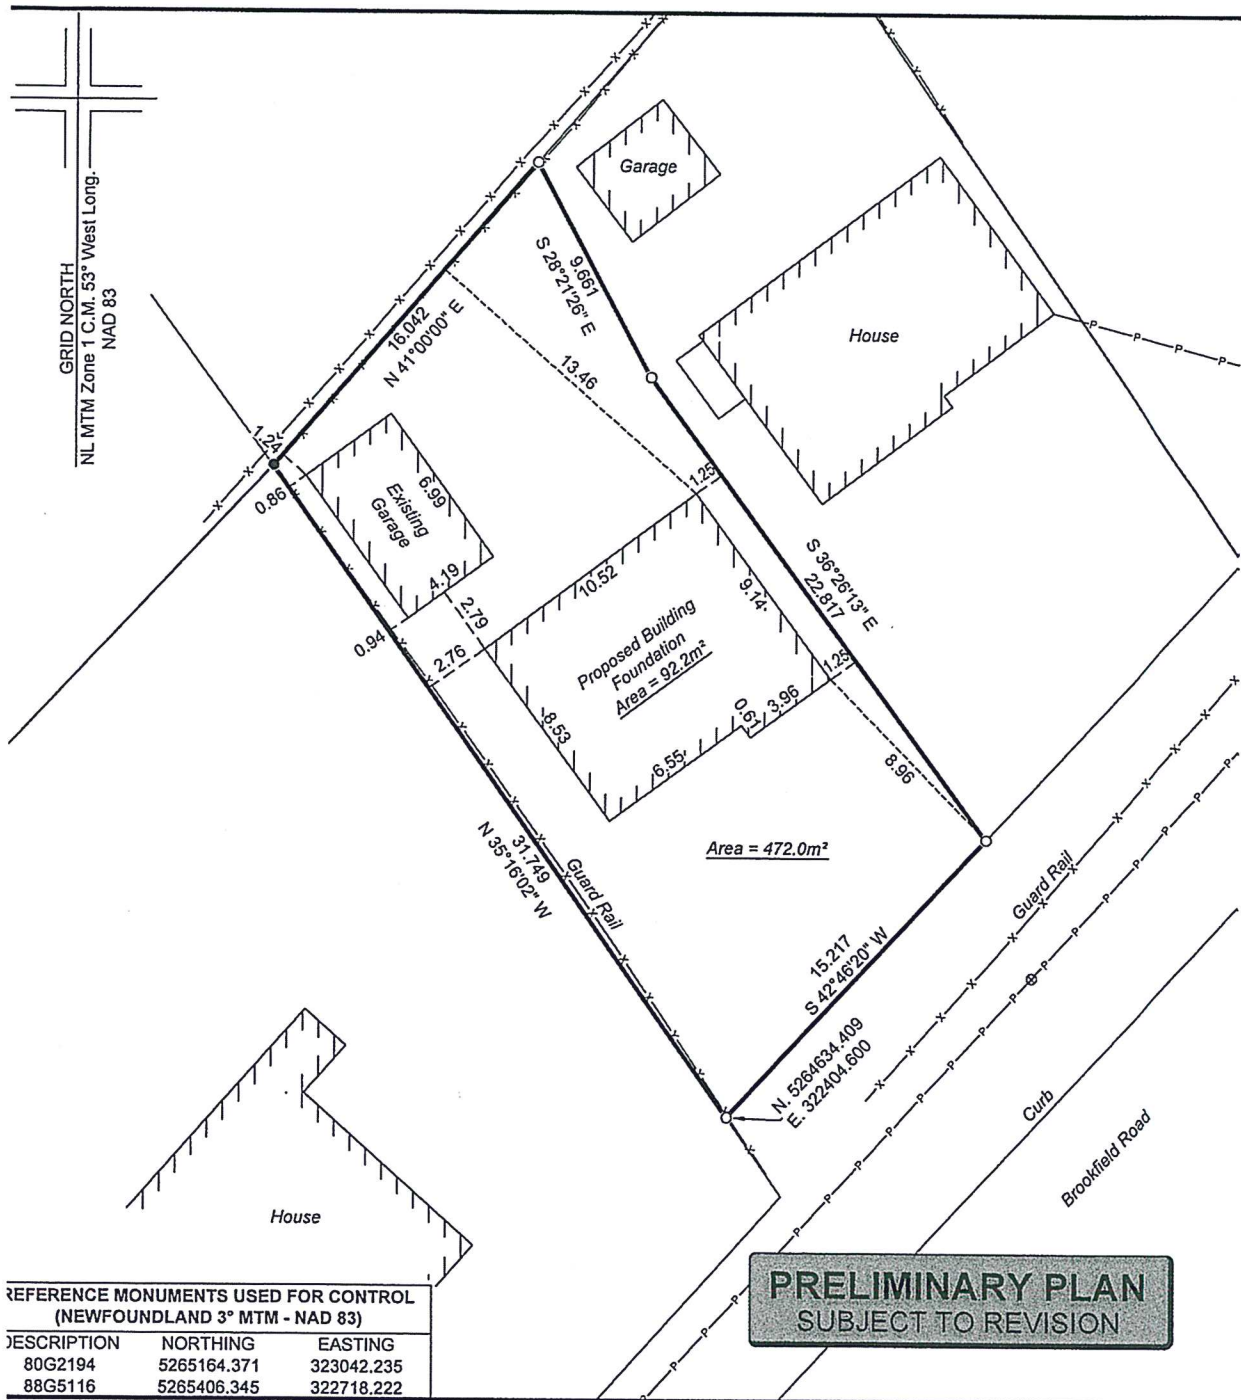 GRID NORTH
NL MTM Zone 1 C.M. 53° West Long.
NAD 83
Garage
House
9.661
S 28°21'26" E
16.042
N 41°00'00" E
13.46
1.24
0.86
6.99
Existing
Garage
4.19
0.94
2.79
2.76
1.25
10.52
9.14
S 36°26'13" E
22.817
Proposed Building
Foundation
Area = 92.2m²
1.25
8.53
0.61
3.96
6.55
8.96
Area = 472.0m²
31.749
N 35°16'02" W
Guard Rail
Guard Rail
15.217
S 42°46'20" W
N. 5264634.409
E. 322404.600
Curb
Brookfield Road
House
REFERENCE MONUMENTS USED FOR CONTROL
(NEWFOUNDLAND 3° MTM - NAD 83)
DESCRIPTION NORTHING EASTING
80G2194 5265164.371 323042.235
88G5116 5265406.345 322718.222
PRELIMINARY PLAN
SUBJECT TO REVISION